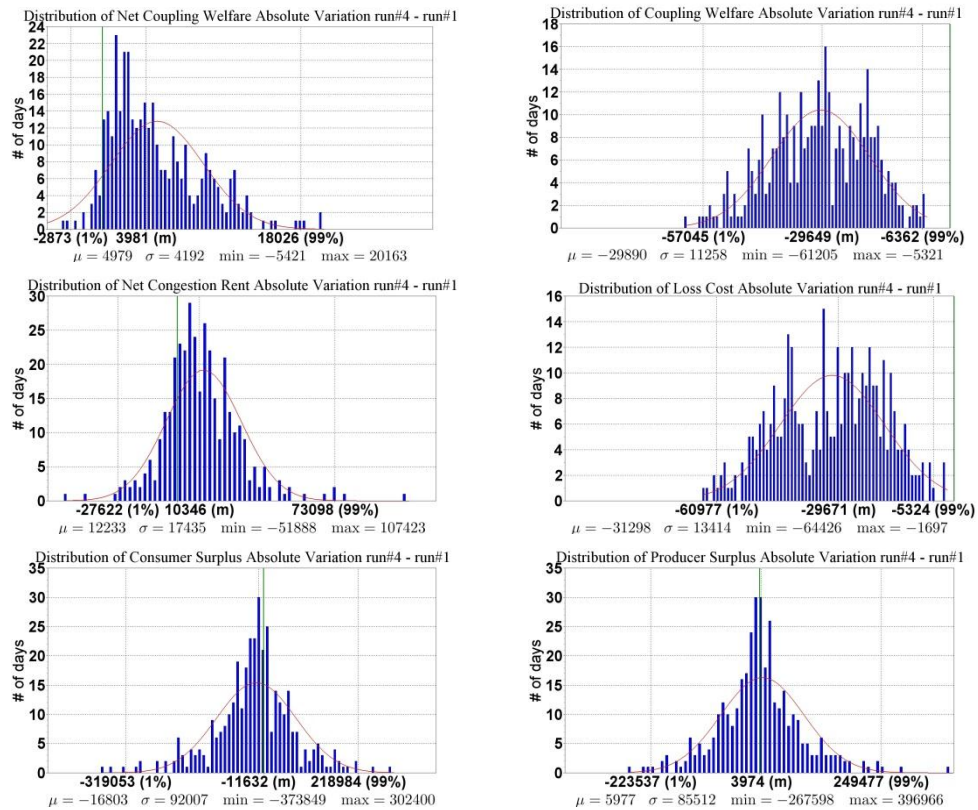 Distribution of Net Coupling Welfare Absolute Variation run#4 - run#1
# of days
24
22
20
18
16
14
12
10
8
6
4
2
0
-2873 (1%) 3981 (m) 18026 (99%)
μ = 4979 σ = 4192 min = −5421 max = 20163
Distribution of Coupling Welfare Absolute Variation run#4 - run#1
# of days
18
16
14
12
10
8
6
4
2
0
-57045 (1%) -29649 (m) -6362 (99%)
μ = −29890 σ = 11258 min = −61205 max = −5321
Distribution of Net Congestion Rent Absolute Variation run#4 - run#1
# of days
30
25
20
15
10
5
0
-27622 (1%) 10346 (m) 73098 (99%)
μ = 12233 σ = 17435 min = −51888 max = 107423
Distribution of Loss Cost Absolute Variation run#4 - run#1
# of days
16
14
12
10
8
6
4
2
0
-60977 (1%) -29671 (m) -5324 (99%)
μ = −31298 σ = 13414 min = −64426 max = −1697
Distribution of Consumer Surplus Absolute Variation run#4 - run#1
# of days
35
30
25
20
15
10
5
0
-319053 (1%) -11632 (m) 218984 (99%)
μ = −16803 σ = 92007 min = −373849 max = 302400
Distribution of Producer Surplus Absolute Variation run#4 - run#1
# of days
35
30
25
20
15
10
5
0
-223537 (1%) 3974 (m) 249477 (99%)
μ = 5977 σ = 85512 min = −267598 max = 396966